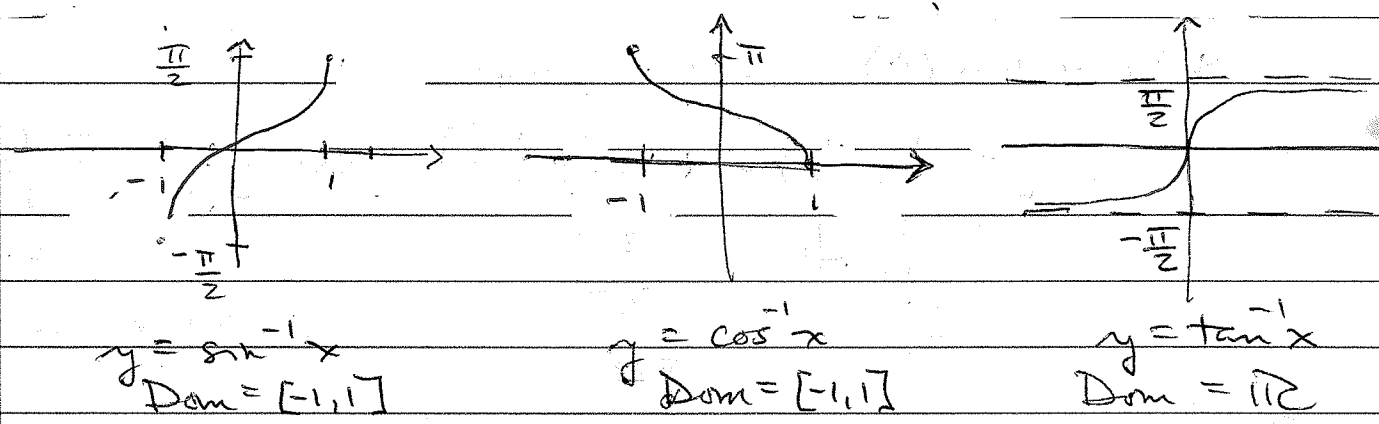 π/2
-1
1
-π/2
y = sin⁻¹x
Dom = [-1,1]
π
-1
1
y = cos⁻¹x
Dom = [-1,1]
π/2
-π/2
y = tan⁻¹x
Dom = ℝ